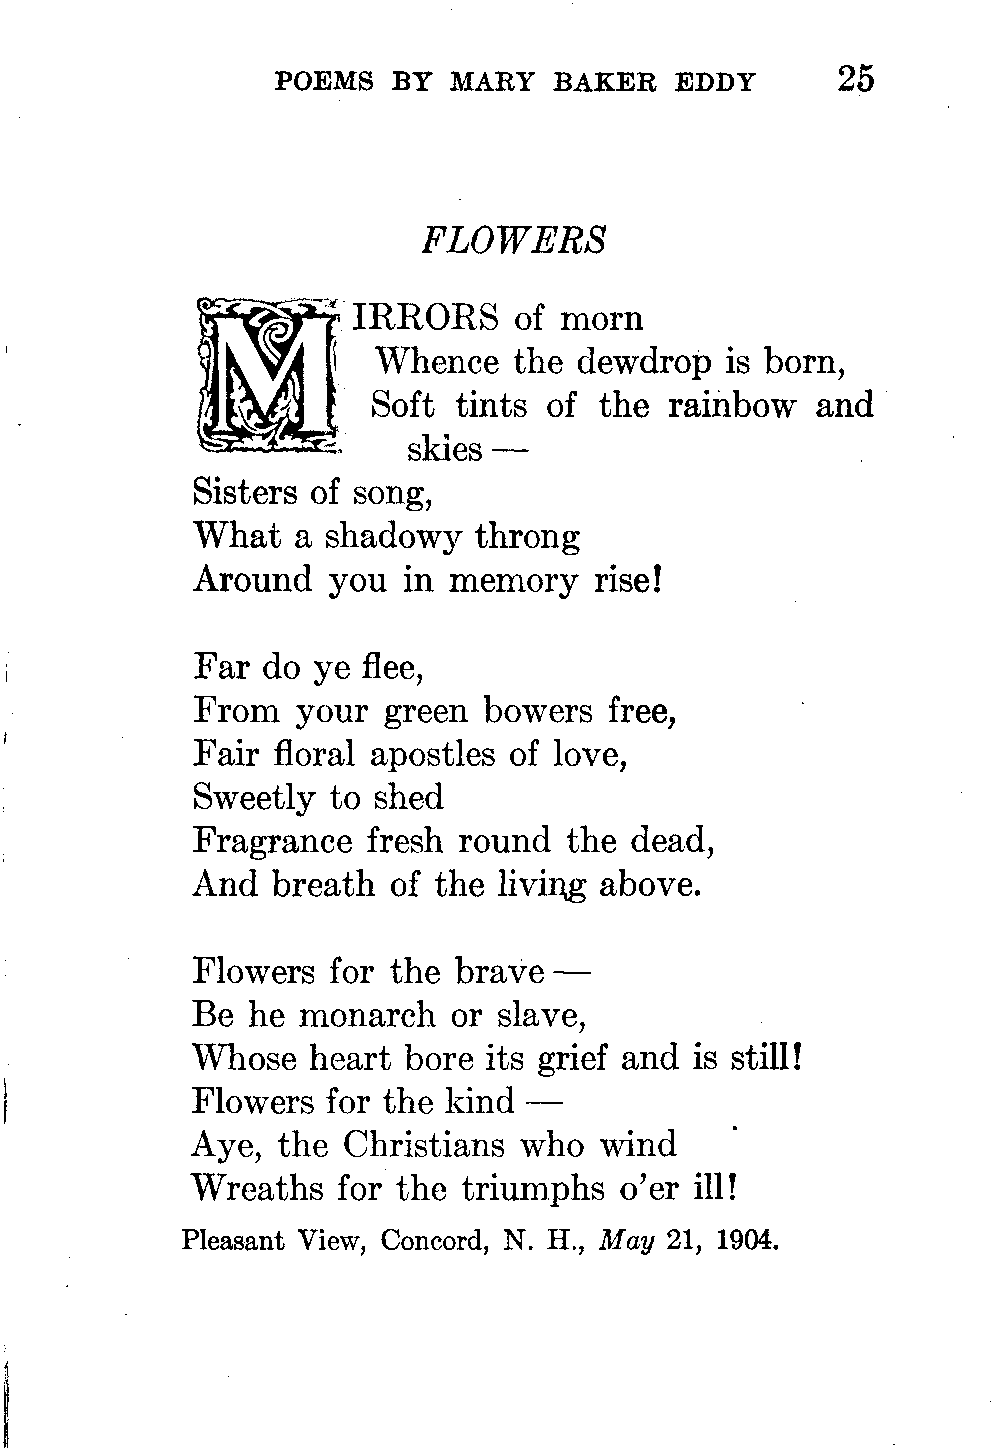 POEMS BY MARY BAKER EDDY 25
FLOWERS
MIRRORS of morn
Whence the dewdrop is born,
Soft tints of the rainbow and
skies —
Sisters of song,
What a shadowy throng
Around you in memory rise!
Far do ye flee,
From your green bowers free,
Fair floral apostles of love,
Sweetly to shed
Fragrance fresh round the dead,
And breath of the living above.
Flowers for the brave —
Be he monarch or slave,
Whose heart bore its grief and is still!
Flowers for the kind —
Aye, the Christians who wind
Wreaths for the triumphs o'er ill!
Pleasant View, Concord, N. H., May 21, 1904.